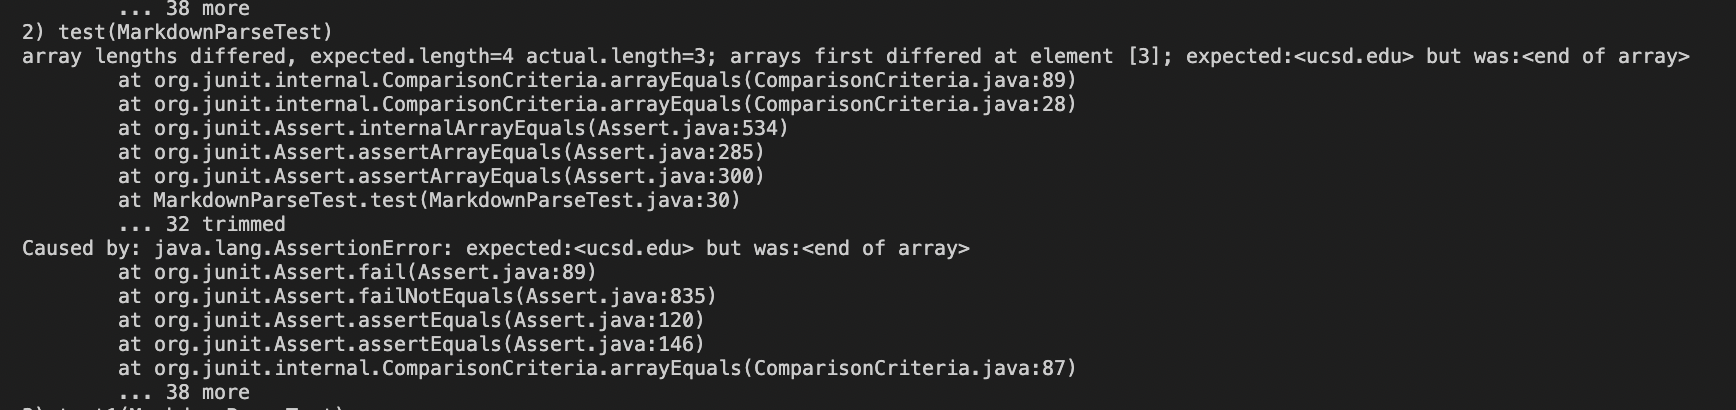 ... 38 more
2) test(MarkdownParseTest)
array lengths differed, expected.length=4 actual.length=3; arrays first differed at element [3]; expected:<ucsd.edu> but was:<end of array>
at org.junit.internal.ComparisonCriteria.arrayEquals(ComparisonCriteria.java:89)
at org.junit.internal.ComparisonCriteria.arrayEquals(ComparisonCriteria.java:28)
at org.junit.Assert.internalArrayEquals(Assert.java:534)
at org.junit.Assert.assertArrayEquals(Assert.java:285)
at org.junit.Assert.assertArrayEquals(Assert.java:300)
at MarkdownParseTest.test(MarkdownParseTest.java:30)
... 32 trimmed
Caused by: java.lang.AssertionError: expected:<ucsd.edu> but was:<end of array>
at org.junit.Assert.fail(Assert.java:89)
at org.junit.Assert.failNotEquals(Assert.java:835)
at org.junit.Assert.assertEquals(Assert.java:120)
at org.junit.Assert.assertEquals(Assert.java:146)
at org.junit.internal.ComparisonCriteria.arrayEquals(ComparisonCriteria.java:87)
... 38 more